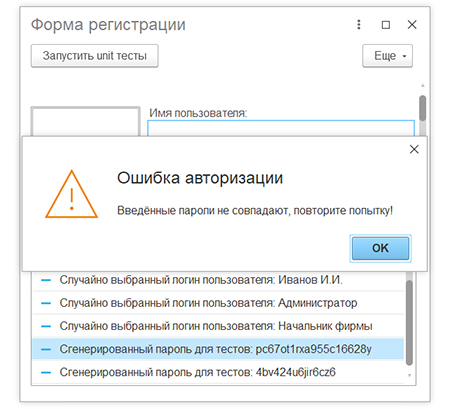 Форма регистрации
Запустить unit тесты
Еще
Имя пользователя:
Ошибка авторизации
Введённые пароли не совпадают, повторите попытку!
OK
Случайно выбранный логин пользователя: Иванов И.И.
Случайно выбранный логин пользователя: Администратор
Случайно выбранный логин пользователя: Начальник фирмы
Сгенерированный пароль для тестов: pc67ot1rxa955c16628y
Сгенерированный пароль для тестов: 4bv424u6jir6cz6